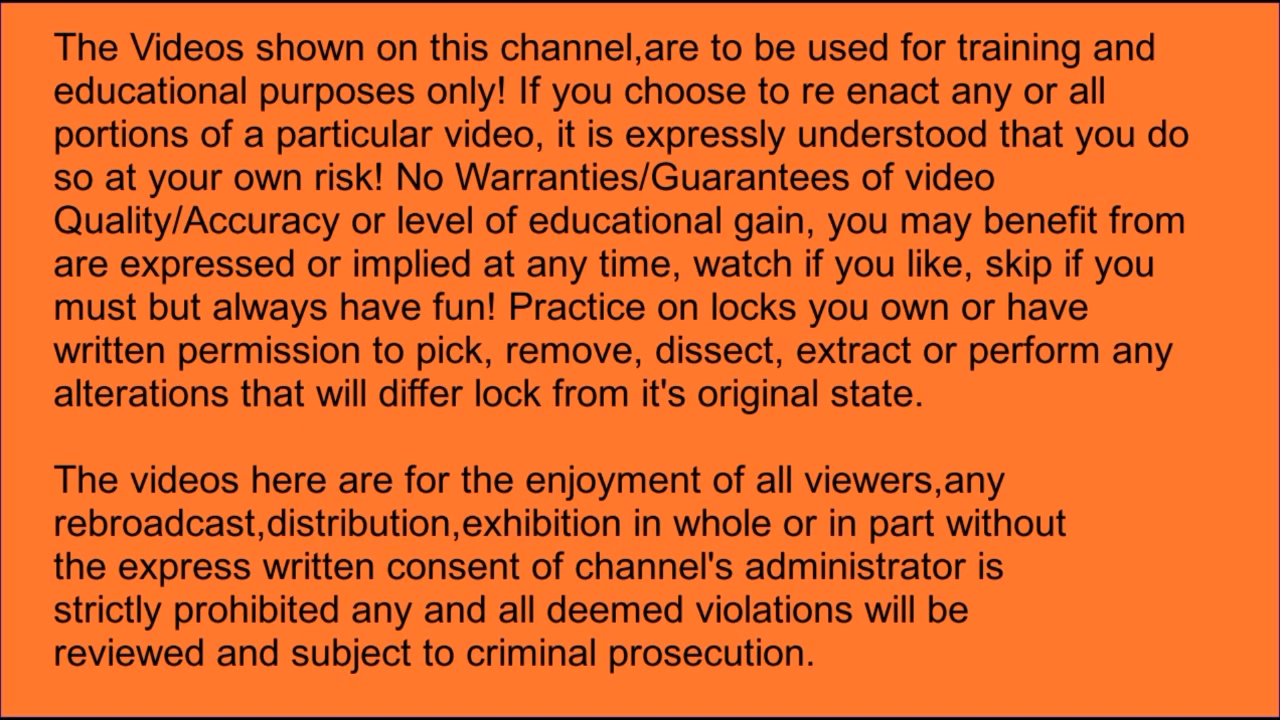 The Videos shown on this channel,are to be used for training and
educational purposes only! If you choose to re enact any or all
portions of a particular video, it is expressly understood that you do
so at your own risk! No Warranties/Guarantees of video
Quality/Accuracy or level of educational gain, you may benefit from
are expressed or implied at any time, watch if you like, skip if you
must but always have fun! Practice on locks you own or have
written permission to pick, remove, dissect, extract or perform any
alterations that will differ lock from it's original state.
The videos here are for the enjoyment of all viewers,any
rebroadcast,distribution,exhibition in whole or in part without
the express written consent of channel's administrator is
strictly prohibited any and all deemed violations will be
reviewed and subject to criminal prosecution.